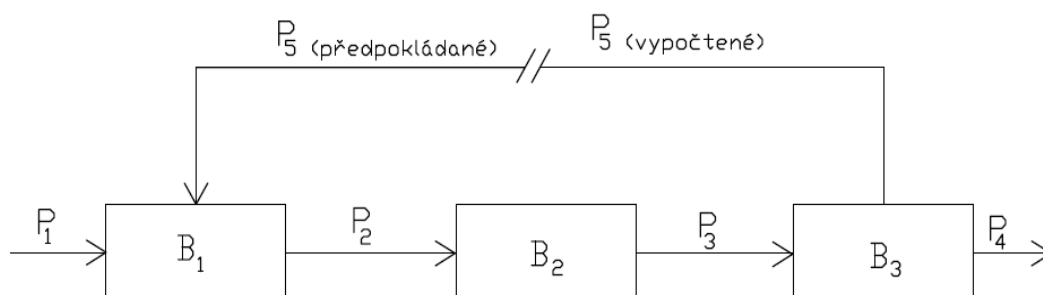 P5 (předpokládané) P5 (vypočtené)
P1 B1 P2 B2 P3 B3 P4